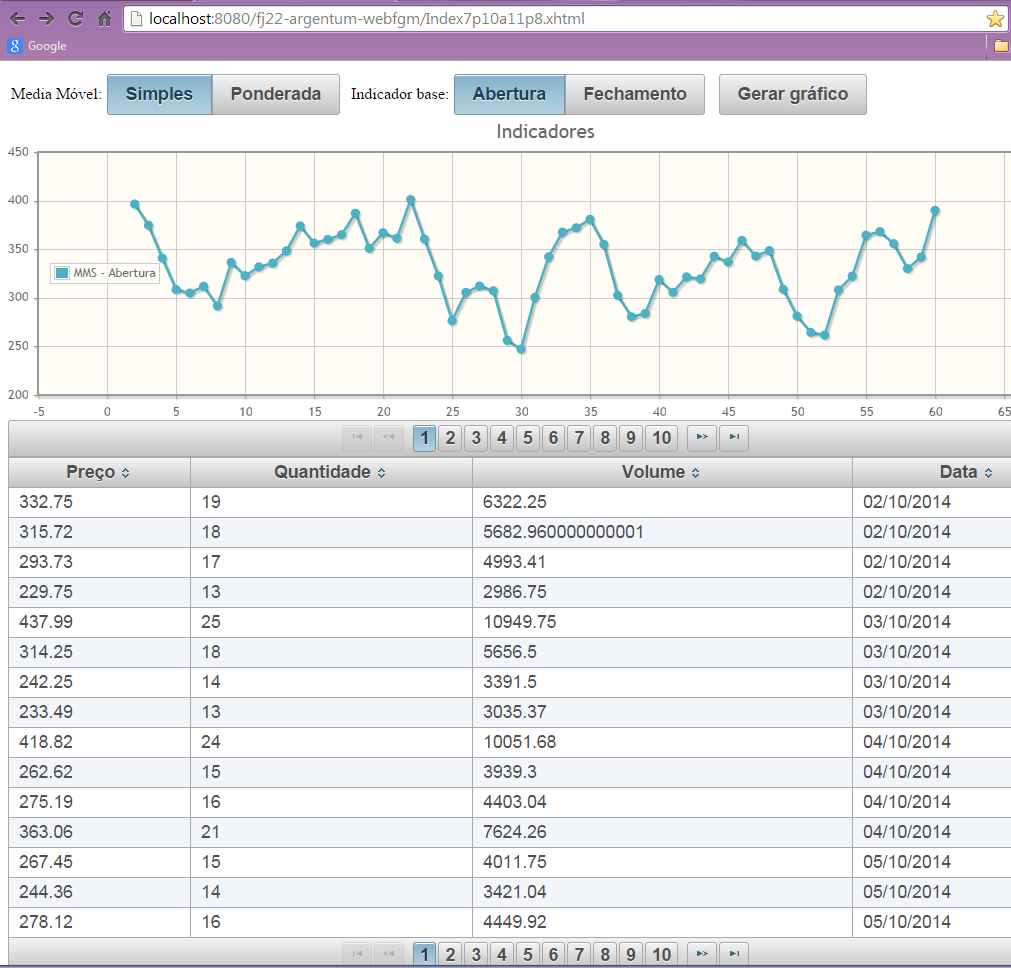 localhost:8080/fj22-argentum-webfgm/Index7p10a11p8.xhtml
8 Google
Media Móvel: Simples Ponderada Indicador base: Abertura Fechamento Gerar gráfico
Indicadores
450
400
350
300
250
200
MMS - Abertura
-5 0 5 10 15 20 25 30 35 40 45 50 55 60 65
1 2 3 4 5 6 7 8 9 10
Preço Quantidade Volume Data
332.75 19 6322.25 02/10/2014
315.72 18 5682.960000000001 02/10/2014
293.73 17 4993.41 02/10/2014
229.75 13 2986.75 02/10/2014
437.99 25 10949.75 03/10/2014
314.25 18 5656.5 03/10/2014
242.25 14 3391.5 03/10/2014
233.49 13 3035.37 03/10/2014
418.82 24 10051.68 04/10/2014
262.62 15 3939.3 04/10/2014
275.19 16 4403.04 04/10/2014
363.06 21 7624.26 04/10/2014
267.45 15 4011.75 05/10/2014
244.36 14 3421.04 05/10/2014
278.12 16 4449.92 05/10/2014
1 2 3 4 5 6 7 8 9 10